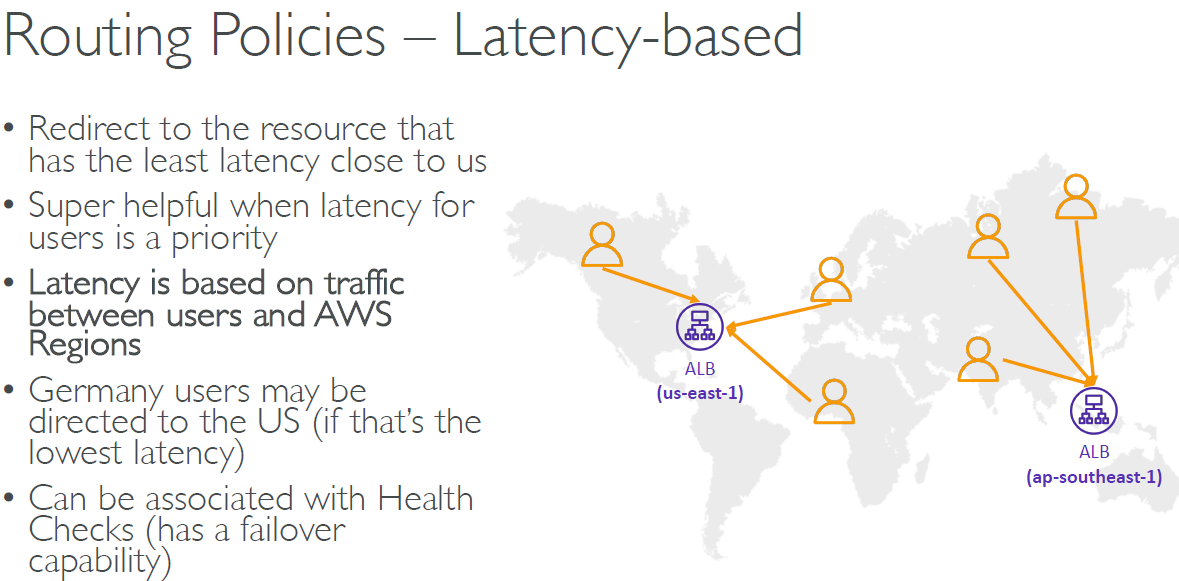 Routing Policies – Latency-based
• Redirect to the resource that
has the least latency close to us
• Super helpful when latency for
users is a priority
• Latency is based on traffic
between users and AWS
Regions
• Germany users may be
directed to the US (if that’s the
lowest latency)
• Can be associated with Health
Checks (has a failover
capability)
ALB
(us-east-1)
ALB
(ap-southeast-1)